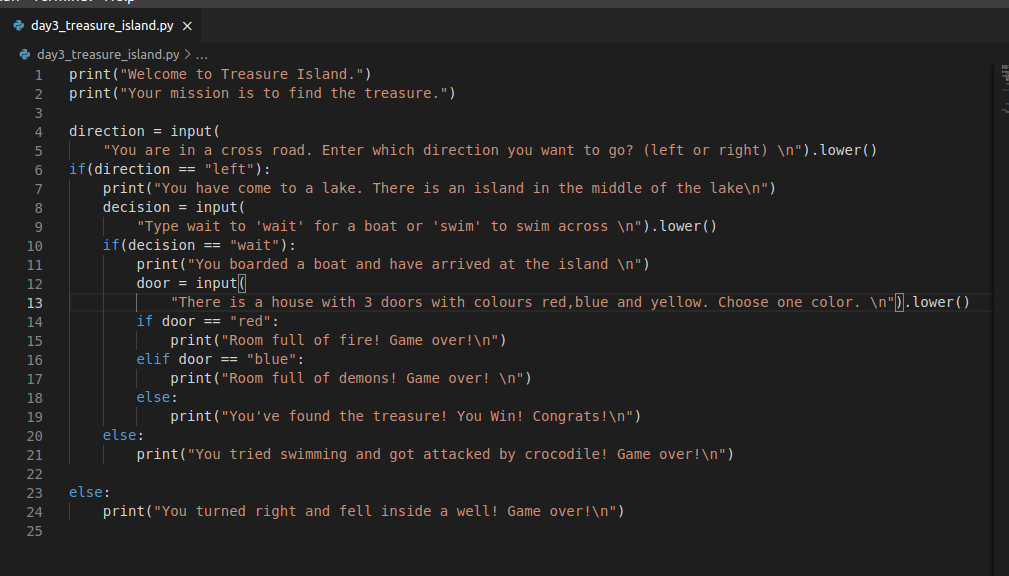 day3_treasure_island.py ×
day3_treasure_island.py > ...
1 print("Welcome to Treasure Island.")
2 print("Your mission is to find the treasure.")
3
4 direction = input(
5     "You are in a cross road. Enter which direction you want to go? (left or right) \n").lower()
6 if(direction == "left"):
7     print("You have come to a lake. There is an island in the middle of the lake\n")
8     decision = input(
9         "Type wait to 'wait' for a boat or 'swim' to swim across \n").lower()
10     if(decision == "wait"):
11         print("You boarded a boat and have arrived at the island \n")
12         door = input(
13             "There is a house with 3 doors with colours red,blue and yellow. Choose one color. \n").lower()
14         if door == "red":
15             print("Room full of fire! Game over!\n")
16         elif door == "blue":
17             print("Room full of demons! Game over! \n")
18         else:
19             print("You've found the treasure! You Win! Congrats!\n")
20     else:
21         print("You tried swimming and got attacked by crocodile! Game over!\n")
22
23 else:
24     print("You turned right and fell inside a well! Game over!\n")
25